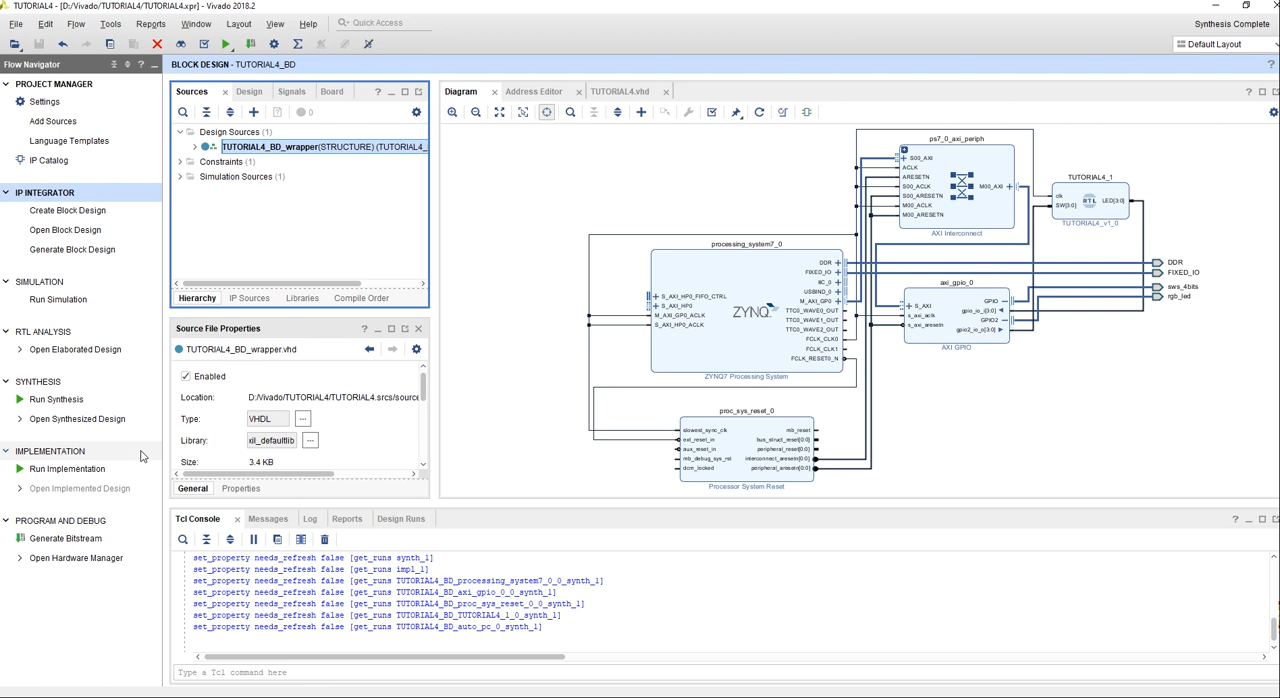 TUTORIAL4 - [D:/Vivado/TUTORIAL4/TUTORIAL4.xpr] - Vivado 2018.2
File Edit Flow Tools Reports Window Layout View Help Quick Access
Synthesis Complete
Default Layout
Flow Navigator
PROJECT MANAGER
Settings
Add Sources
Language Templates
IP Catalog
IP INTEGRATOR
Create Block Design
Open Block Design
Generate Block Design
SIMULATION
Run Simulation
RTL ANALYSIS
Open Elaborated Design
SYNTHESIS
Run Synthesis
Open Synthesized Design
IMPLEMENTATION
Run Implementation
Open Implemented Design
PROGRAM AND DEBUG
Generate Bitstream
Open Hardware Manager
BLOCK DESIGN - TUTORIAL4_BD
Sources Design Signals Board
0
Design Sources (1)
TUTORIAL4_BD_wrapper(STRUCTURE) (TUTORIAL4_
Constraints (1)
Simulation Sources (1)
Hierarchy IP Sources Libraries Compile Order
Source File Properties
TUTORIAL4_BD_wrapper.vhd
Enabled
Location: D:/Vivado/TUTORIAL4/TUTORIAL4.srcs/source
Type: VHDL
Library: xil_defaultlib
Size: 3.4 KB
General Properties
Diagram Address Editor TUTORIAL4.vhd
ps7_0_axi_periph
S00_AXI
ACLK
ARESETN
S00_ACLK
S00_ARESETN
M00_ACLK
M00_ARESETN
M00_AXI
AXI Interconnect
TUTORIAL4_1
clk
SW[3:0]
RTL
LED[3:0]
TUTORIAL4_v1_0
processing_system7_0
S_AXI_HP0_FIFO_CTRL
S_AXI_HP0
M_AXI_GP0_ACLK
S_AXI_HP0_ACLK
ZYNQ
DDR
FIXED_IO
IIC_0
USBIND_0
M_AXI_GP0
TTC0_WAVE0_OUT
TTC0_WAVE1_OUT
TTC0_WAVE2_OUT
FCLK_CLK0
FCLK_CLK1
FCLK_RESET0_N
ZYNQ7 Processing System
axi_gpio_0
S_AXI
s_axi_aclk
s_axi_aresetn
GPIO
gpio_io_i[3:0]
GPIO2
gpio2_io_o[3:0]
AXI GPIO
DDR
FIXED_IO
sws_4bits
rgb_led
proc_sys_reset_0
slowest_sync_clk
ext_reset_in
aux_reset_in
mb_debug_sys_rst
dcm_locked
mb_reset
bus_struct_reset[0:0]
peripheral_reset[0:0]
interconnect_aresetn[0:0]
peripheral_aresetn[0:0]
Processor System Reset
Tcl Console Messages Log Reports Design Runs
set_property needs_refresh false [get_runs synth_1]
set_property needs_refresh false [get_runs impl_1]
set_property needs_refresh false [get_runs TUTORIAL4_BD_processing_system7_0_0_synth_1]
set_property needs_refresh false [get_runs TUTORIAL4_BD_axi_gpio_0_0_synth_1]
set_property needs_refresh false [get_runs TUTORIAL4_BD_proc_sys_reset_0_0_synth_1]
set_property needs_refresh false [get_runs TUTORIAL4_BD_TUTORIAL4_1_0_synth_1]
set_property needs_refresh false [get_runs TUTORIAL4_BD_auto_pc_0_synth_1]
Type a Tcl command here